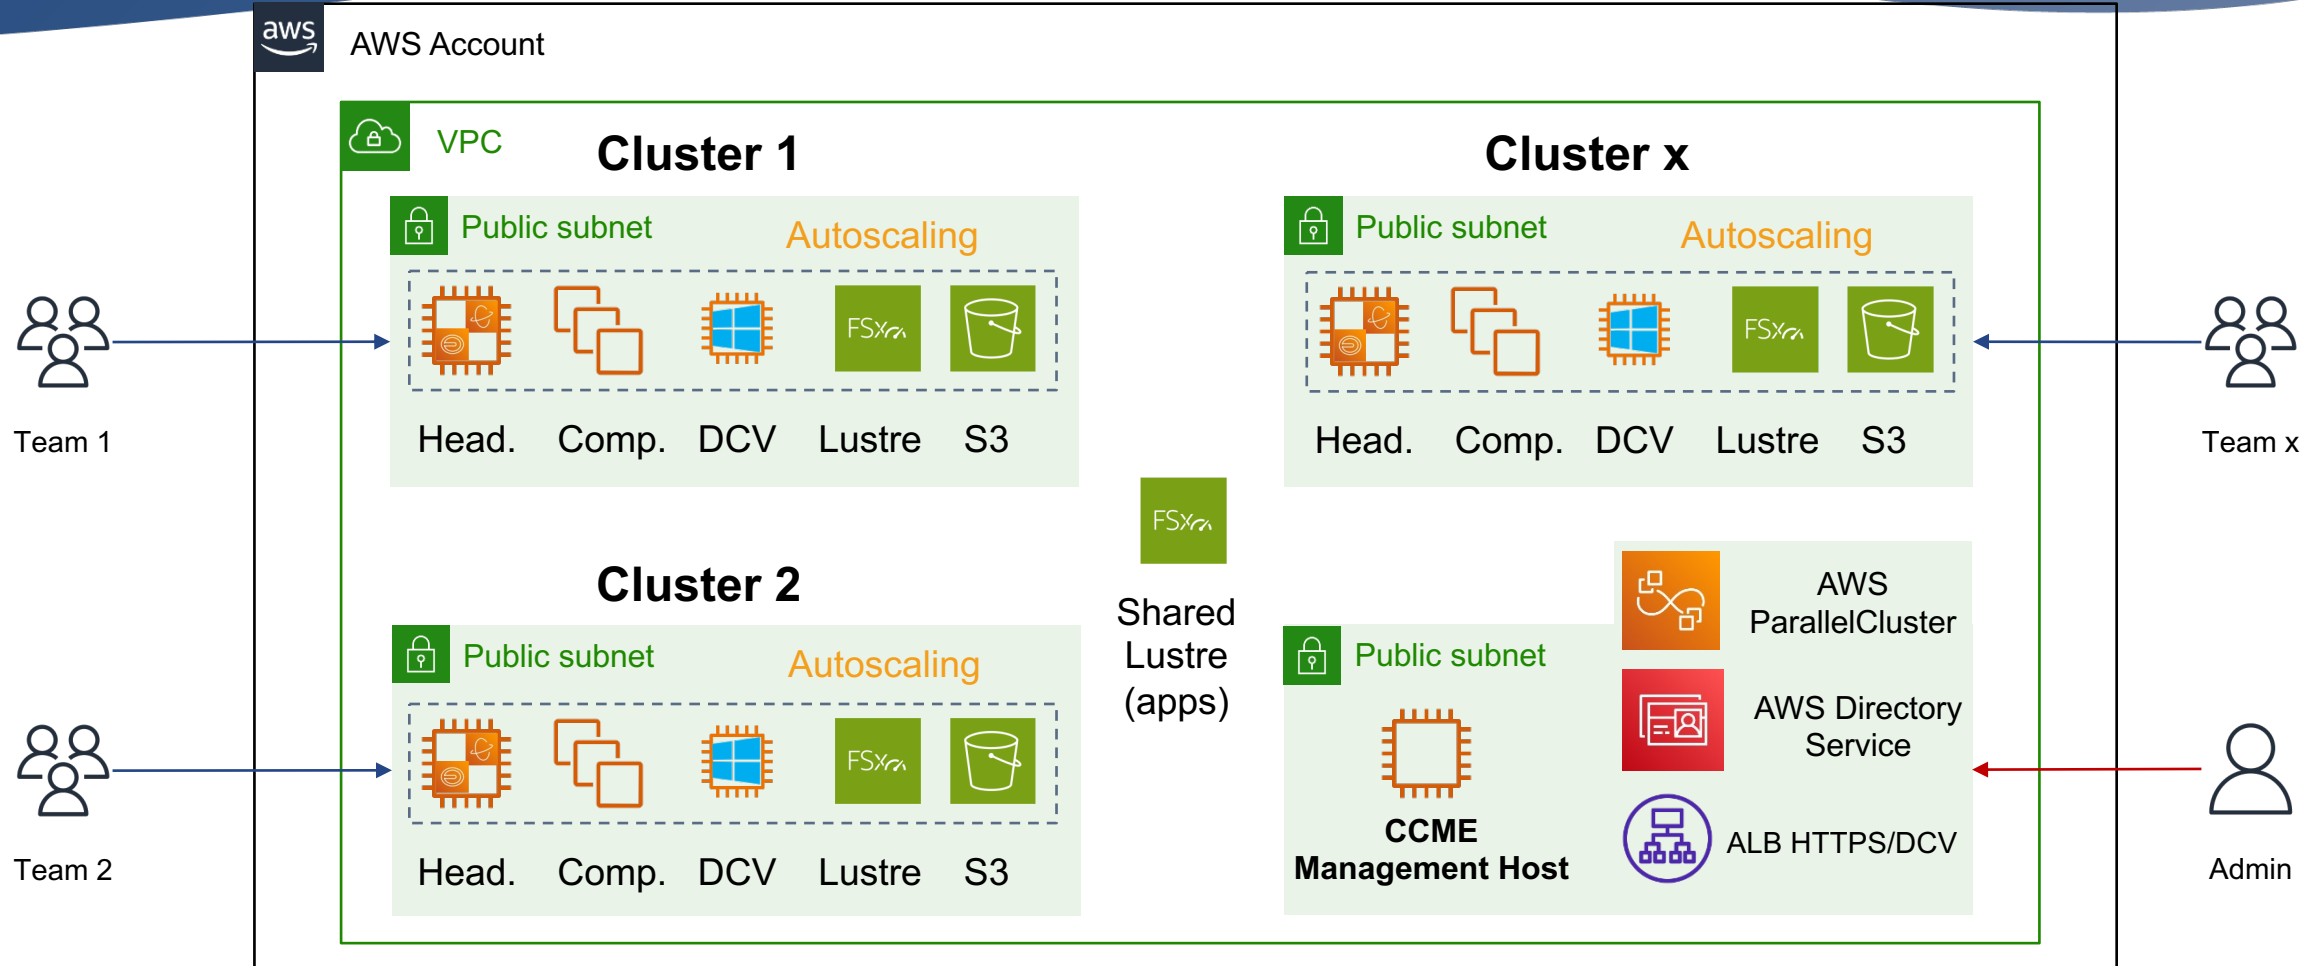 aws
AWS Account
VPC
Cluster 1
Public subnet
Autoscaling
FSx
Head. Comp. DCV Lustre S3
Cluster x
Public subnet
Autoscaling
FSx
Head. Comp. DCV Lustre S3
Team 1
Team x
FSx
Shared
Lustre
(apps)
Cluster 2
Public subnet
Autoscaling
FSx
Head. Comp. DCV Lustre S3
Public subnet
CCME
Management Host
AWS
ParallelCluster
AWS Directory
Service
ALB HTTPS/DCV
Team 2
Admin